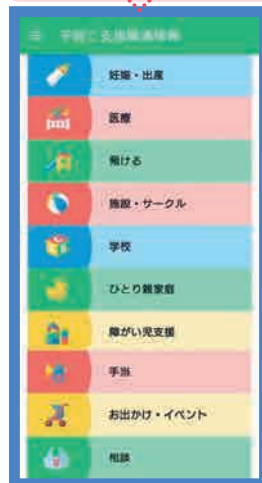 妊娠・出産
医療
預ける
施設・サークル
学校
ひとり親家庭
障がい児支援
手当
お出かけ・イベント
相談